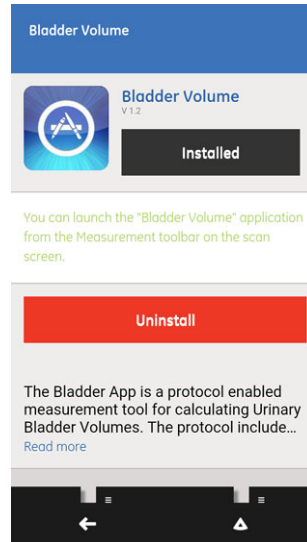 Bladder Volume
Bladder Volume
V 1.2
Installed
You can launch the "Bladder Volume" application
from the Measurement toolbar on the scan
screen.
Uninstall
The Bladder App is a protocol enabled
measurement tool for calculating Urinary
Bladder Volumes. The protocol include...
Read more